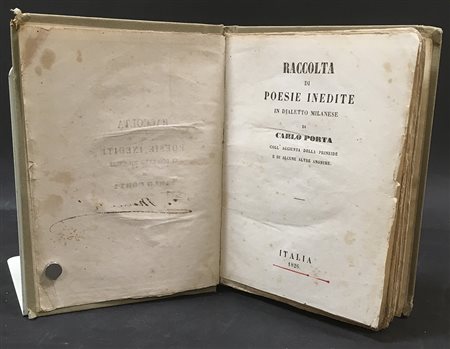 RACCOLTA
DI
POESIE INEDITE
IN DIALETTO MILANESE
DI
CARLO PORTA
COLL' AGGIUNTA DELLA PRINEIDE
E DI ALCUNE ALTRE ANONIME.
ITALIA
1826.